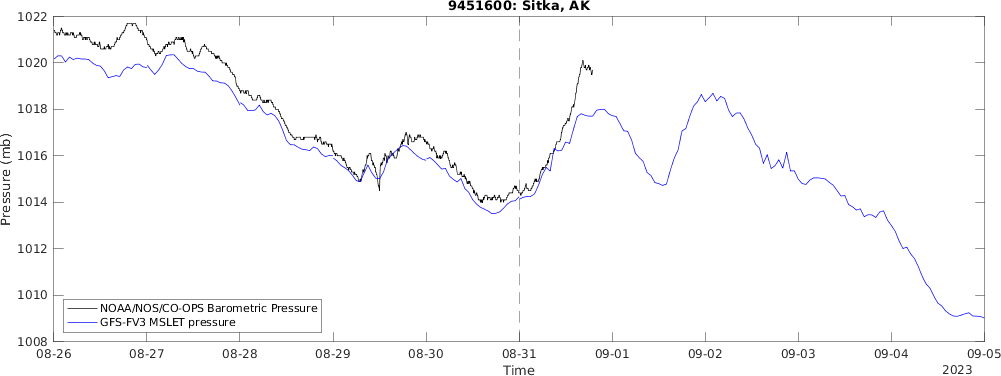 9451600: Sitka, AK
1022
1020
1018
1016
1014
1012
1010
1008
Pressure (mb)
NOAA/NOS/CO-OPS Barometric Pressure
GFS-FV3 MSLET pressure
08-26 08-27 08-28 08-29 08-30 08-31 09-01 09-02 09-03 09-04 09-05
Time
2023